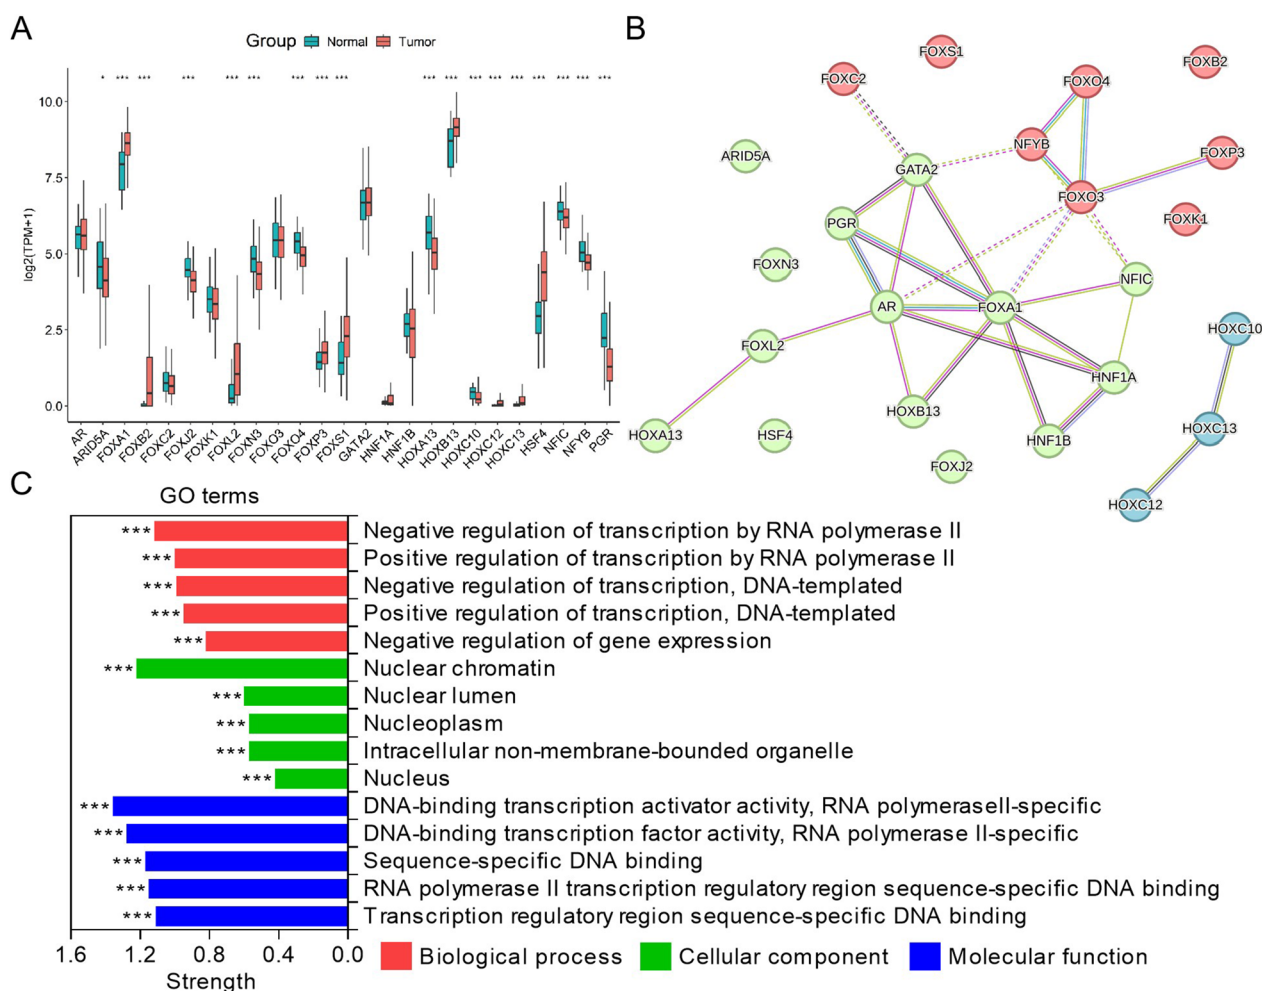 A
Group Normal Tumor
* *** *** *** *** *** *** *** *** *** *** *** *** *** *** *** ***
log2(TPM+1)
10.0
7.5
5.0
2.5
0.0
AR ARID5A FOXA1 FOXB2 FOXC2 FOXJ2 FOXK1 FOXL2 FOXN3 FOXO3 FOXO4 FOXP3 FOXS1 GATA2 HNF1A HNF1B HOXA13 HOXB13 HOXC10 HOXC12 HOXC13 HSF4 NFIC NFYB PGR
B
FOXS1
FOXB2
FOXC2
FOXO4
NFYB
FOXP3
ARID5A
GATA2
FOXO3
PGR
FOXK1
FOXN3
NFIC
AR
FOXA1
HOXC10
FOXL2
HNF1A
HOXB13
HOXA13
HSF4
HNF1B
HOXC13
FOXJ2
HOXC12
C
GO terms
*** Negative regulation of transcription by RNA polymerase II
*** Positive regulation of transcription by RNA polymerase II
*** Negative regulation of transcription, DNA-templated
*** Positive regulation of transcription, DNA-templated
*** Negative regulation of gene expression
*** Nuclear chromatin
*** Nuclear lumen
*** Nucleoplasm
*** Intracellular non-membrane-bounded organelle
*** Nucleus
*** DNA-binding transcription activator activity, RNA polymeraseII-specific
*** DNA-binding transcription factor activity, RNA polymerase II-specific
*** Sequence-specific DNA binding
*** RNA polymerase II transcription regulatory region sequence-specific DNA binding
*** Transcription regulatory region sequence-specific DNA binding
1.6 1.2 0.8 0.4 0.0
Strength
Biological process Cellular component Molecular function